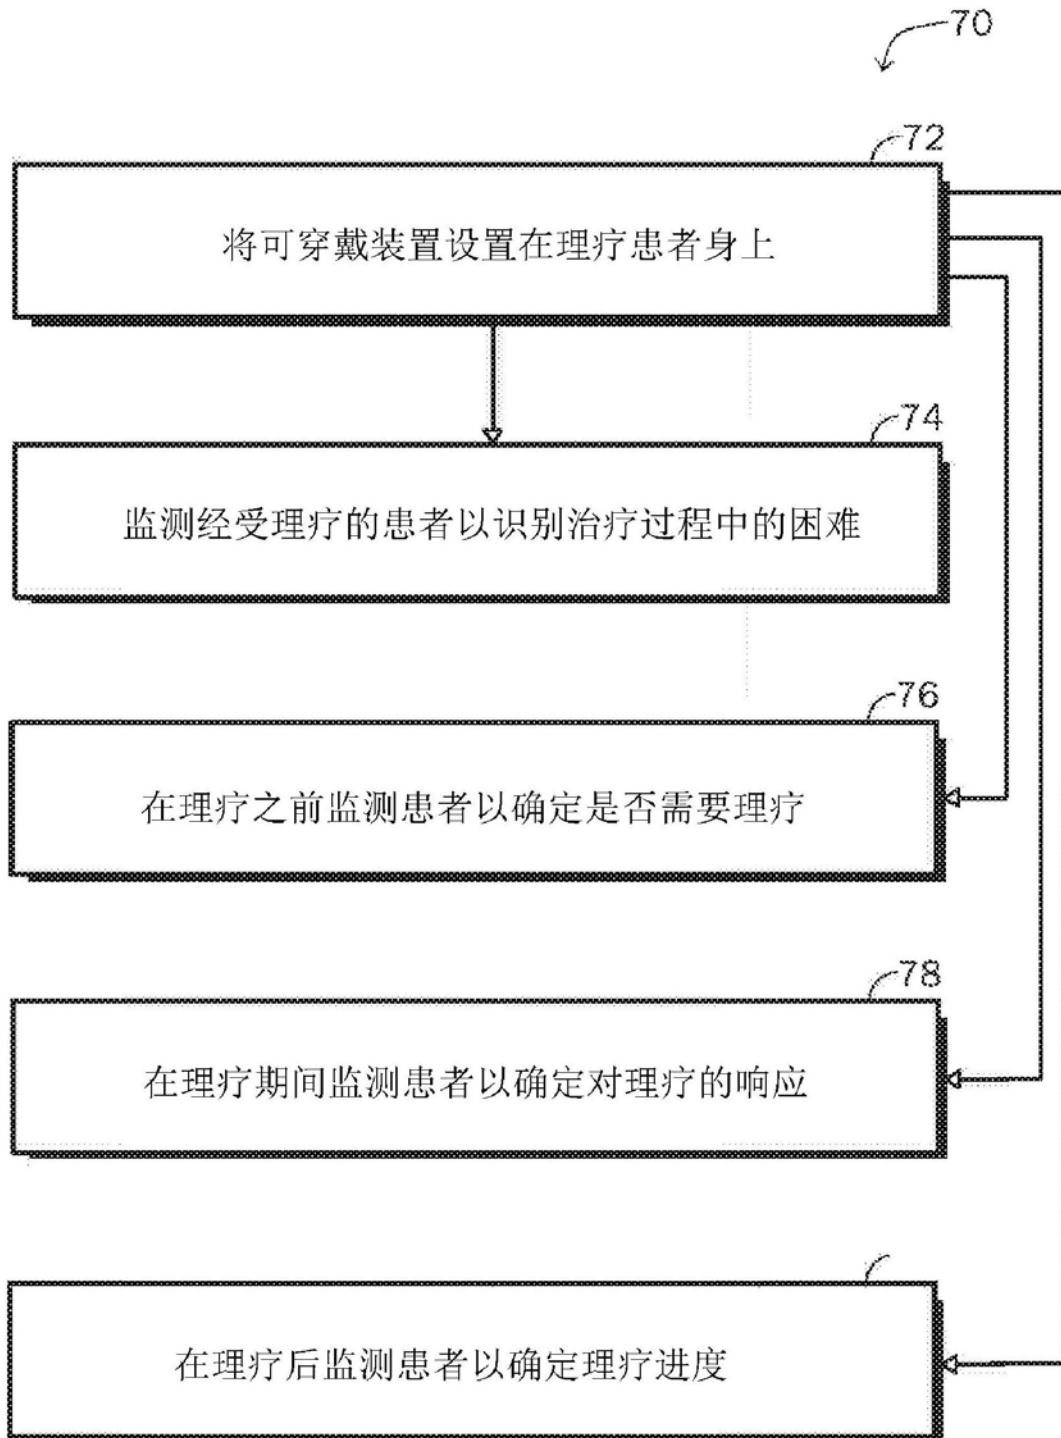 70
72
将可穿戴装置设置在理疗患者身上
74
监测经受理疗的患者以识别治疗过程中的困难
76
在理疗之前监测患者以确定是否需要理疗
78
在理疗期间监测患者以确定对理疗的响应
在理疗后监测患者以确定理疗进度